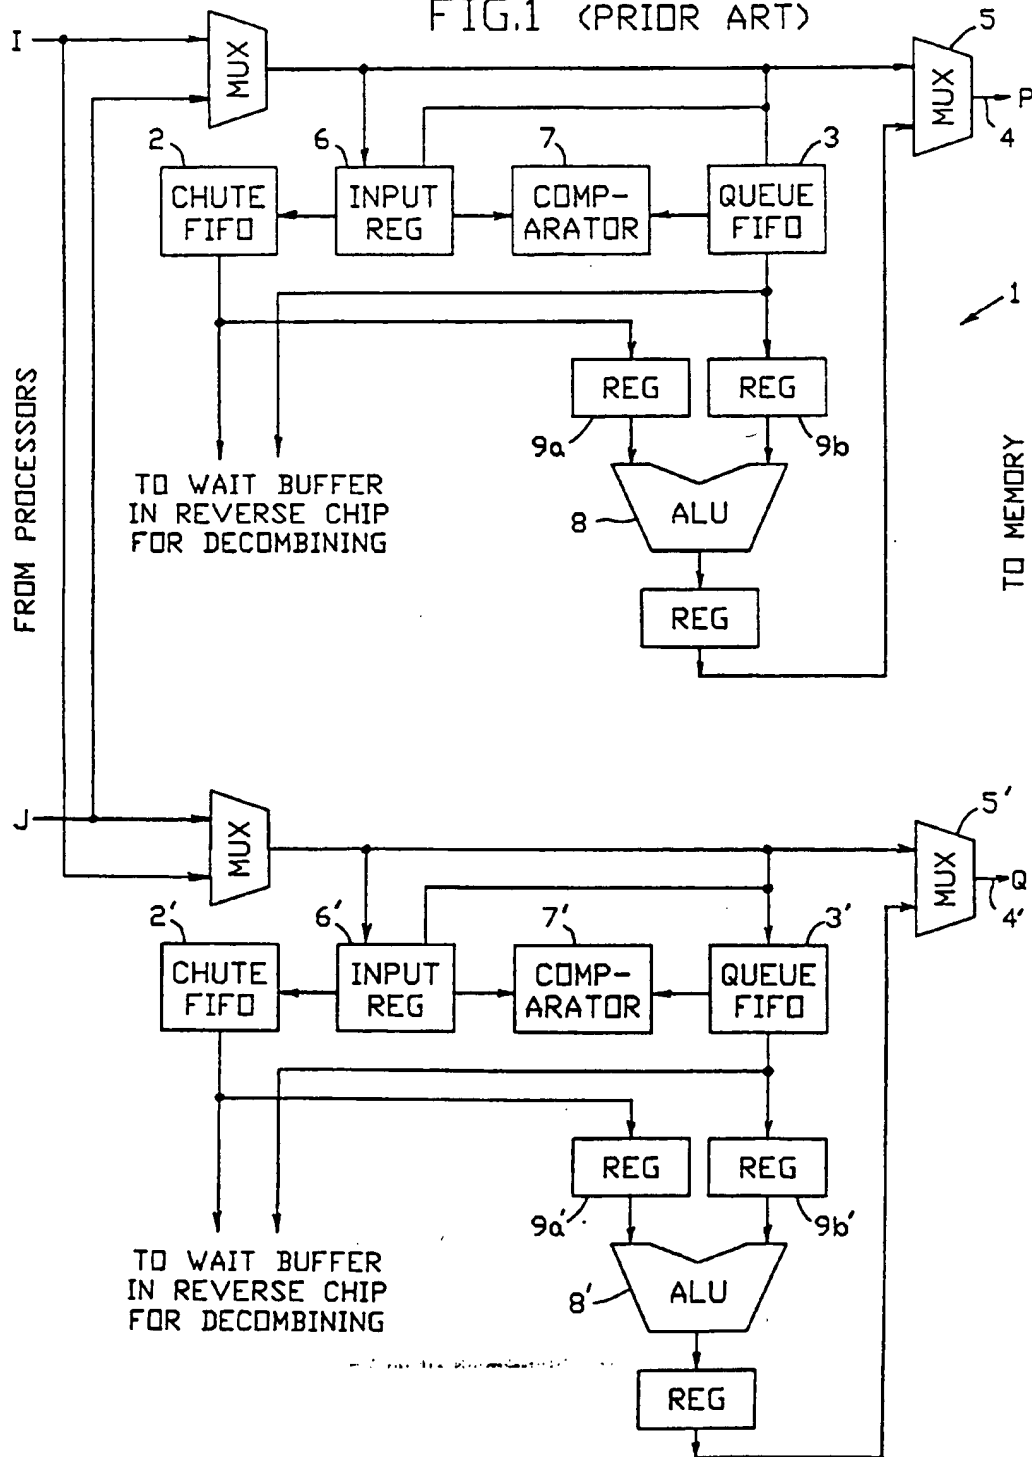 FIG.1 (PRIOR ART)
I
MUX
5
MUX
P
4
2
6
7
3
CHUTE
FIFO
INPUT
REG
COMP-
ARATOR
QUEUE
FIFO
1
REG
REG
9a
9b
TO WAIT BUFFER
IN REVERSE CHIP
FOR DECOMBINING
8
ALU
REG
FROM PROCESSORS
TO MEMORY
J
MUX
5'
MUX
Q
4'
2'
6'
7'
3'
CHUTE
FIFO
INPUT
REG
COMP-
ARATOR
QUEUE
FIFO
REG
REG
9a'
9b'
TO WAIT BUFFER
IN REVERSE CHIP
FOR DECOMBINING
8'
ALU
REG